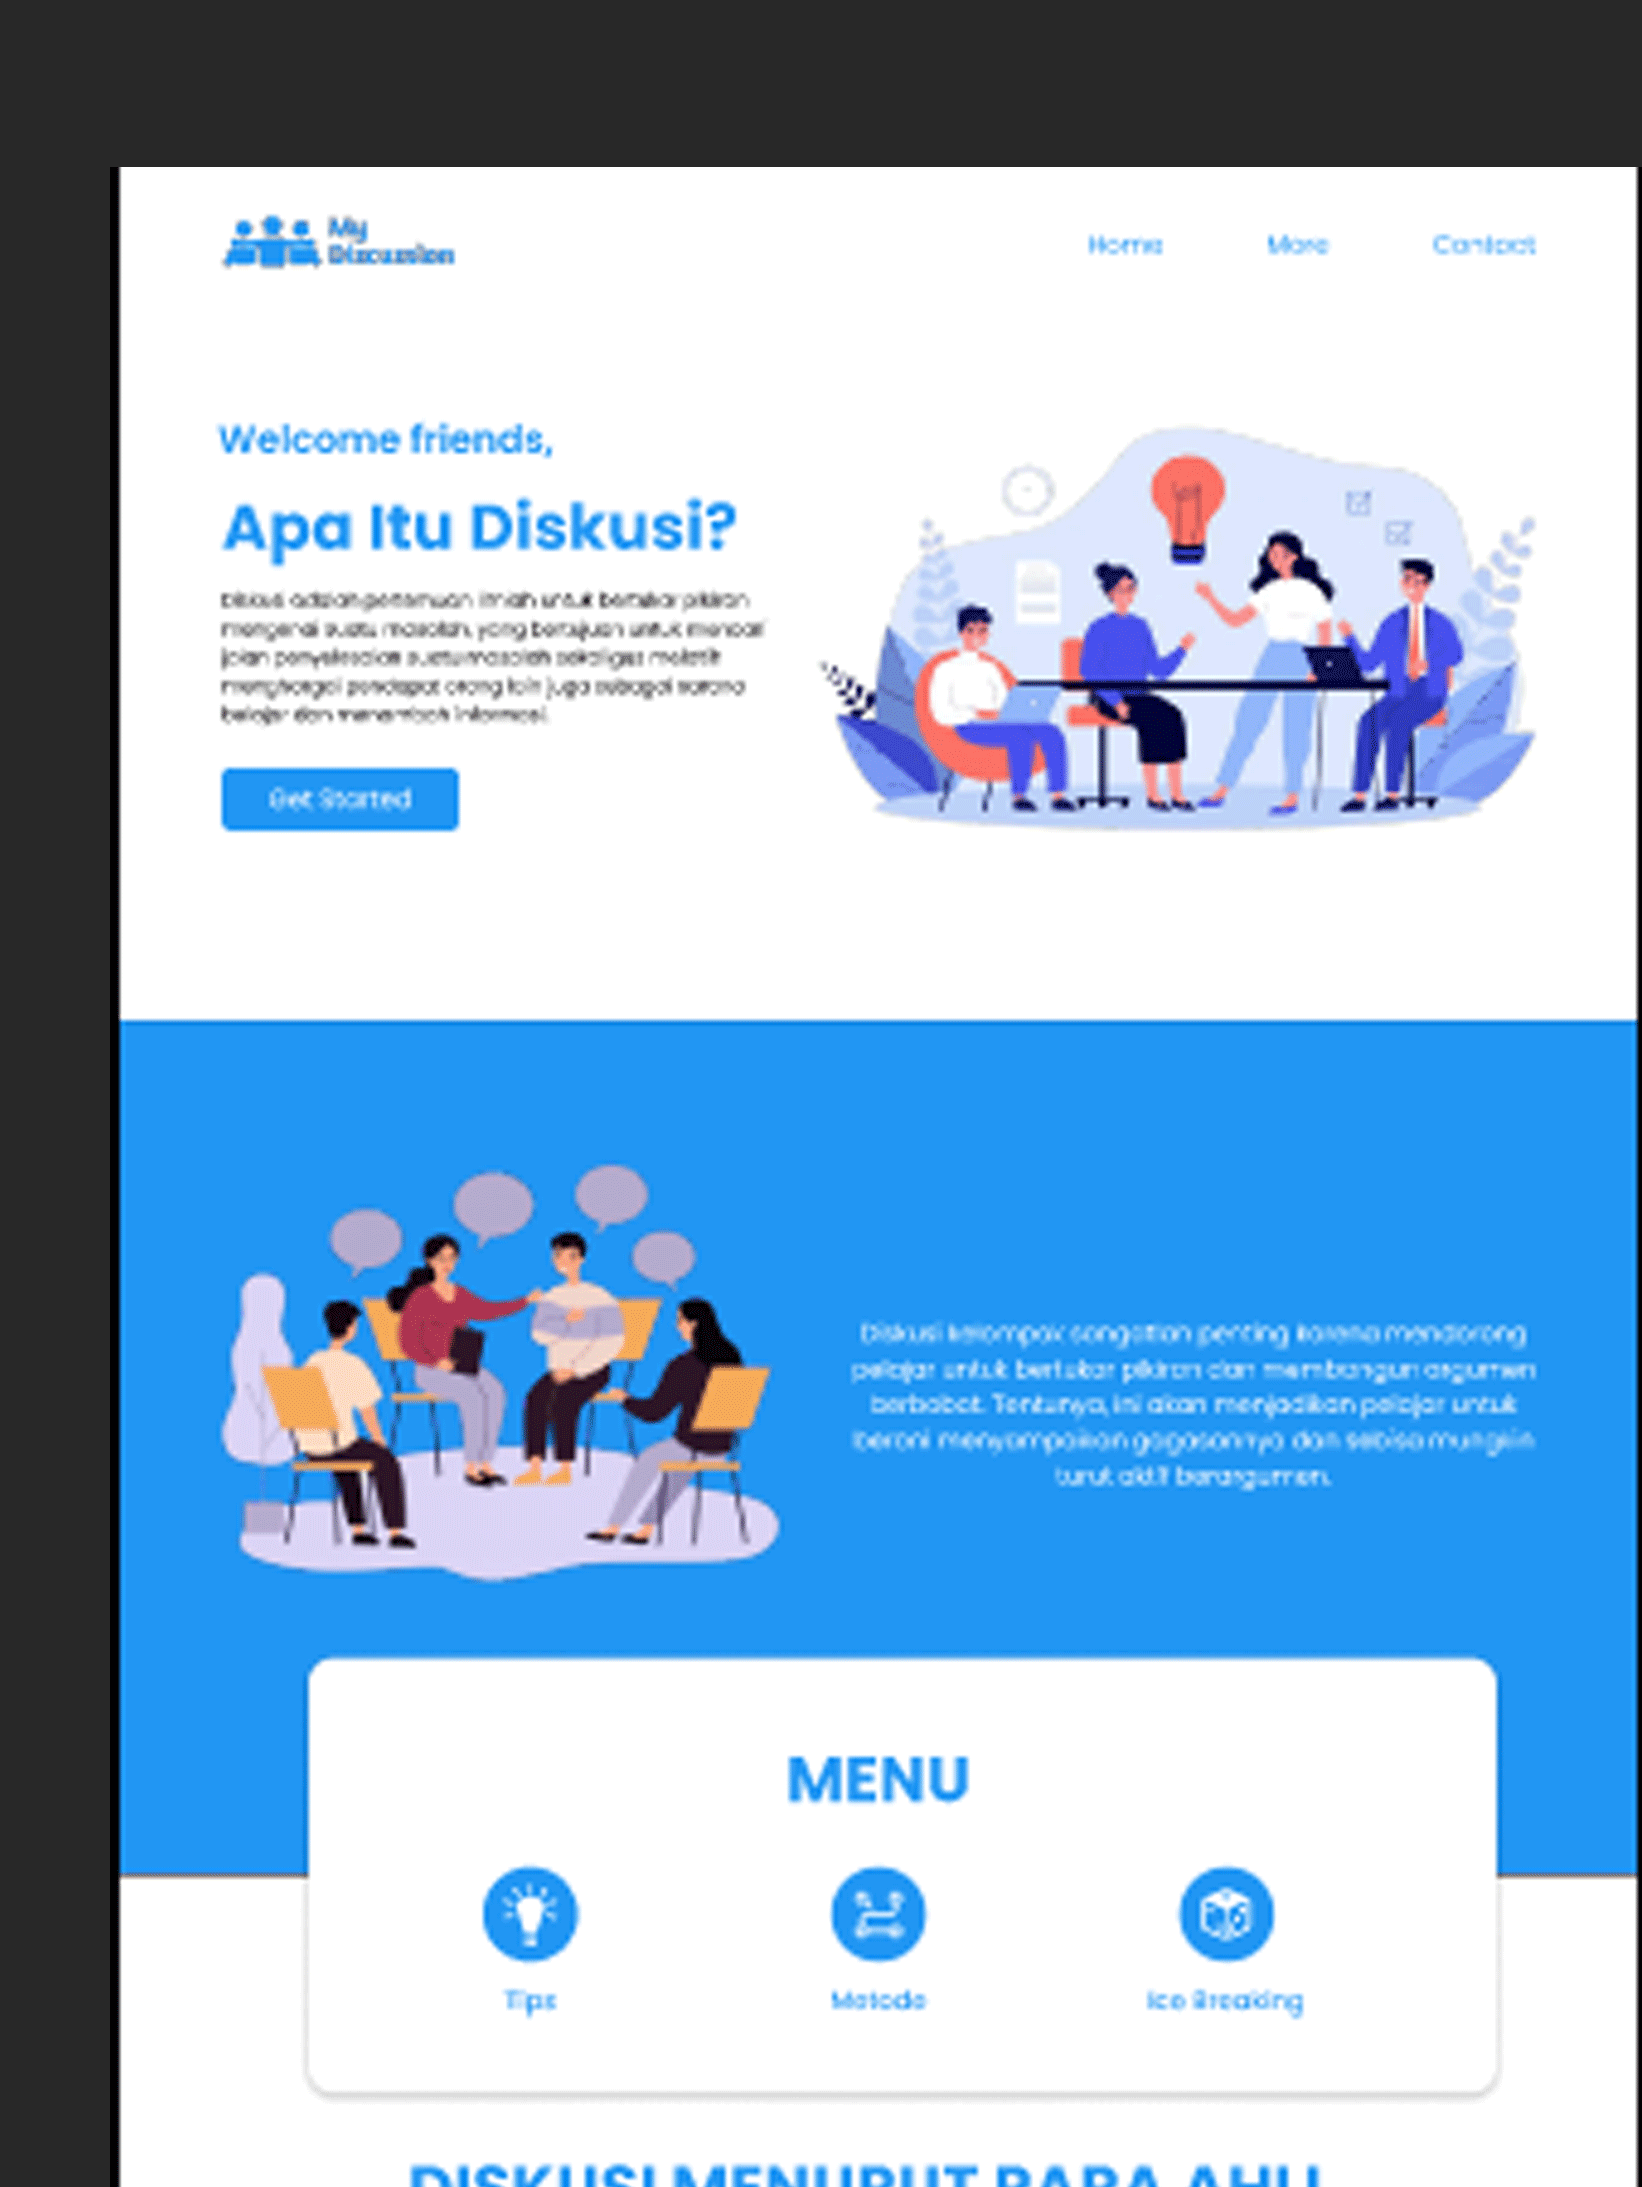 My
Discussion
Home
More
Contact
Welcome friends,
Apa Itu Diskusi?
Diskusi adalah pertemuan ilmiah untuk bertukar pikiran
mengenai suatu masalah, yang bertujuan untuk mencari
jalan penyelesaian suatu masalah sekaligus melatih
menghargai pendapat orang lain juga sebagai sarana
belajar dan menambah informasi.
Get Started
Diskusi kelompok sangatlah penting karena mendorong
pelajar untuk bertukar pikiran dan membangun argumen
berbobot. Tentunya, ini akan menjadikan pelajar untuk
berani menyampaikan gagasannya dan sebisa mungkin
turut aktif berargumen.
MENU
Tips
Metode
Ice Breaking
DISKUSI MENURUT PARA AHLI